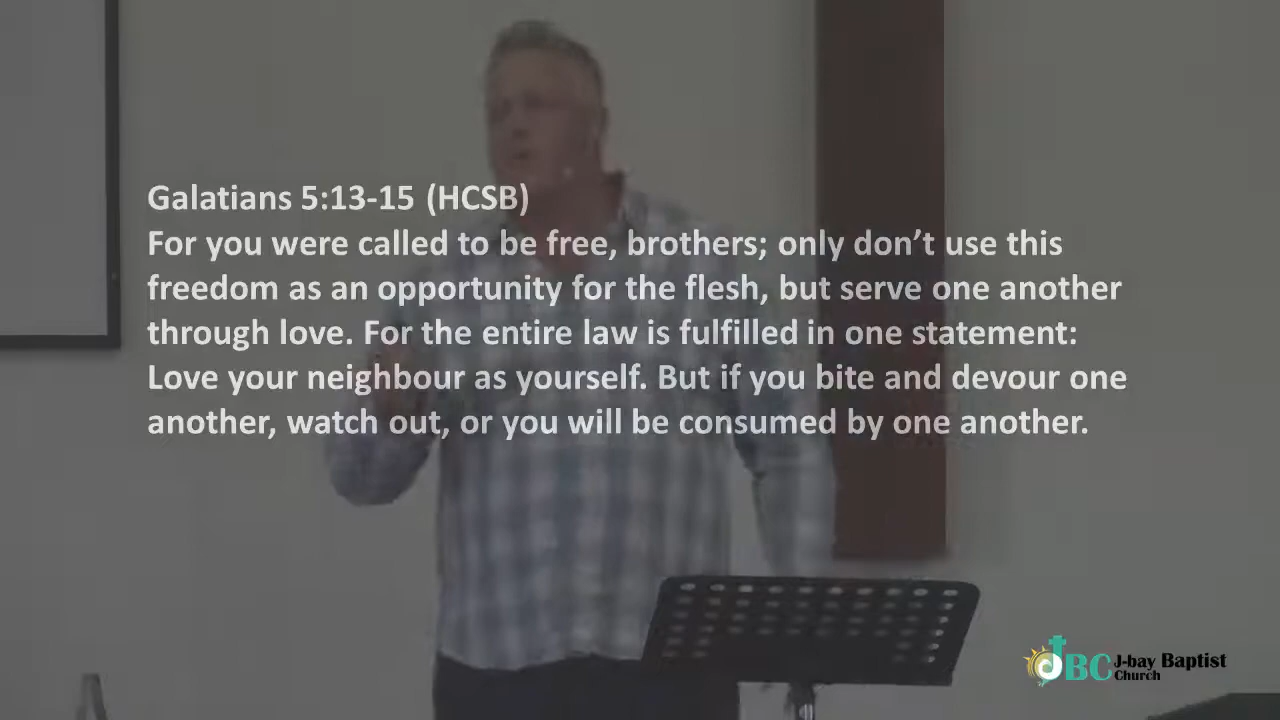 Galatians 5:13-15 (HCSB)
For you were called to be free, brothers; only don’t use this
freedom as an opportunity for the flesh, but serve one another
through love. For the entire law is fulfilled in one statement:
Love your neighbour as yourself. But if you bite and devour one
another, watch out, or you will be consumed by one another.
JBC J-bay Baptist
Church